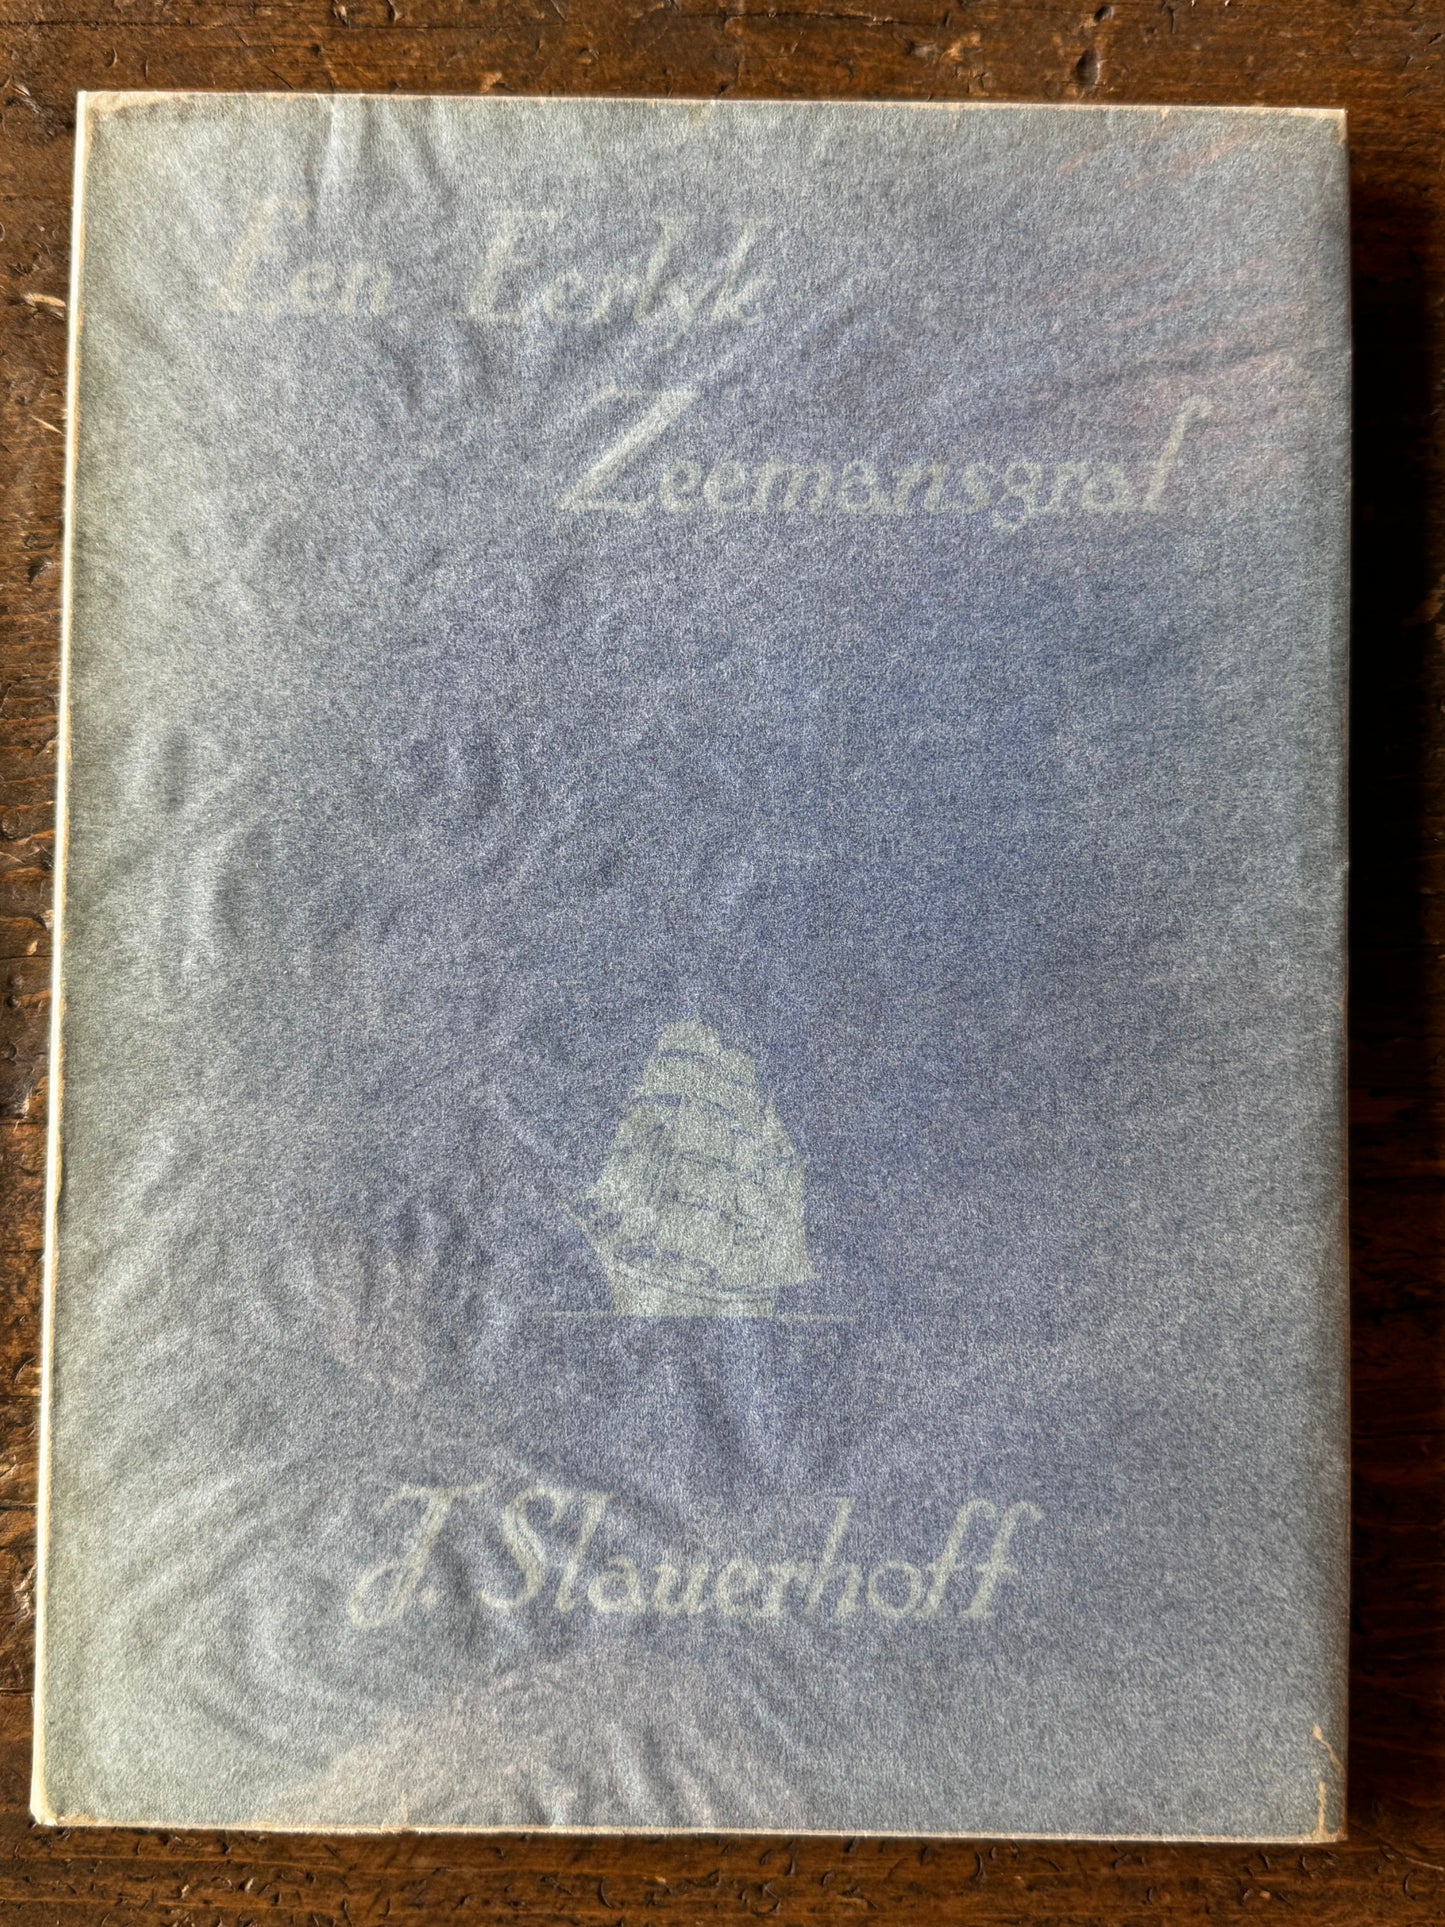 Een Eerlyk
Zeemansgraf
J. Slauerhoff